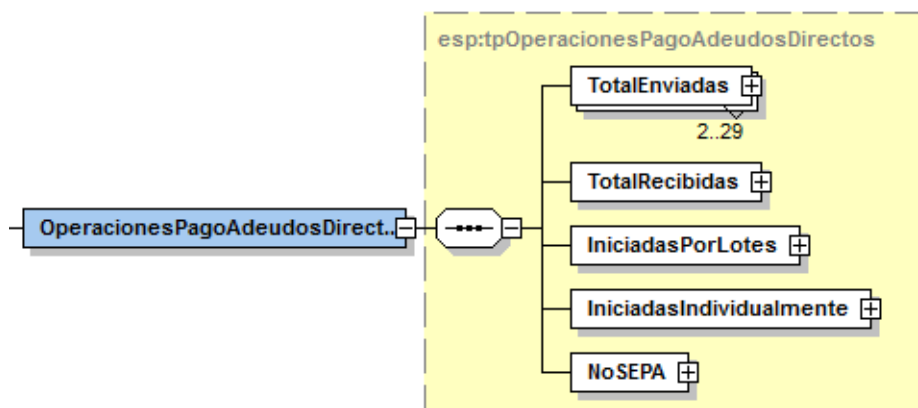 esp:tpOperacionesPagoAdeudosDirectos
TotalEnviadas
2..29
TotalRecibidas
OperacionesPagoAdeudosDirect..
IniciadasPorLotes
IniciadasIndividualmente
NoSEPA